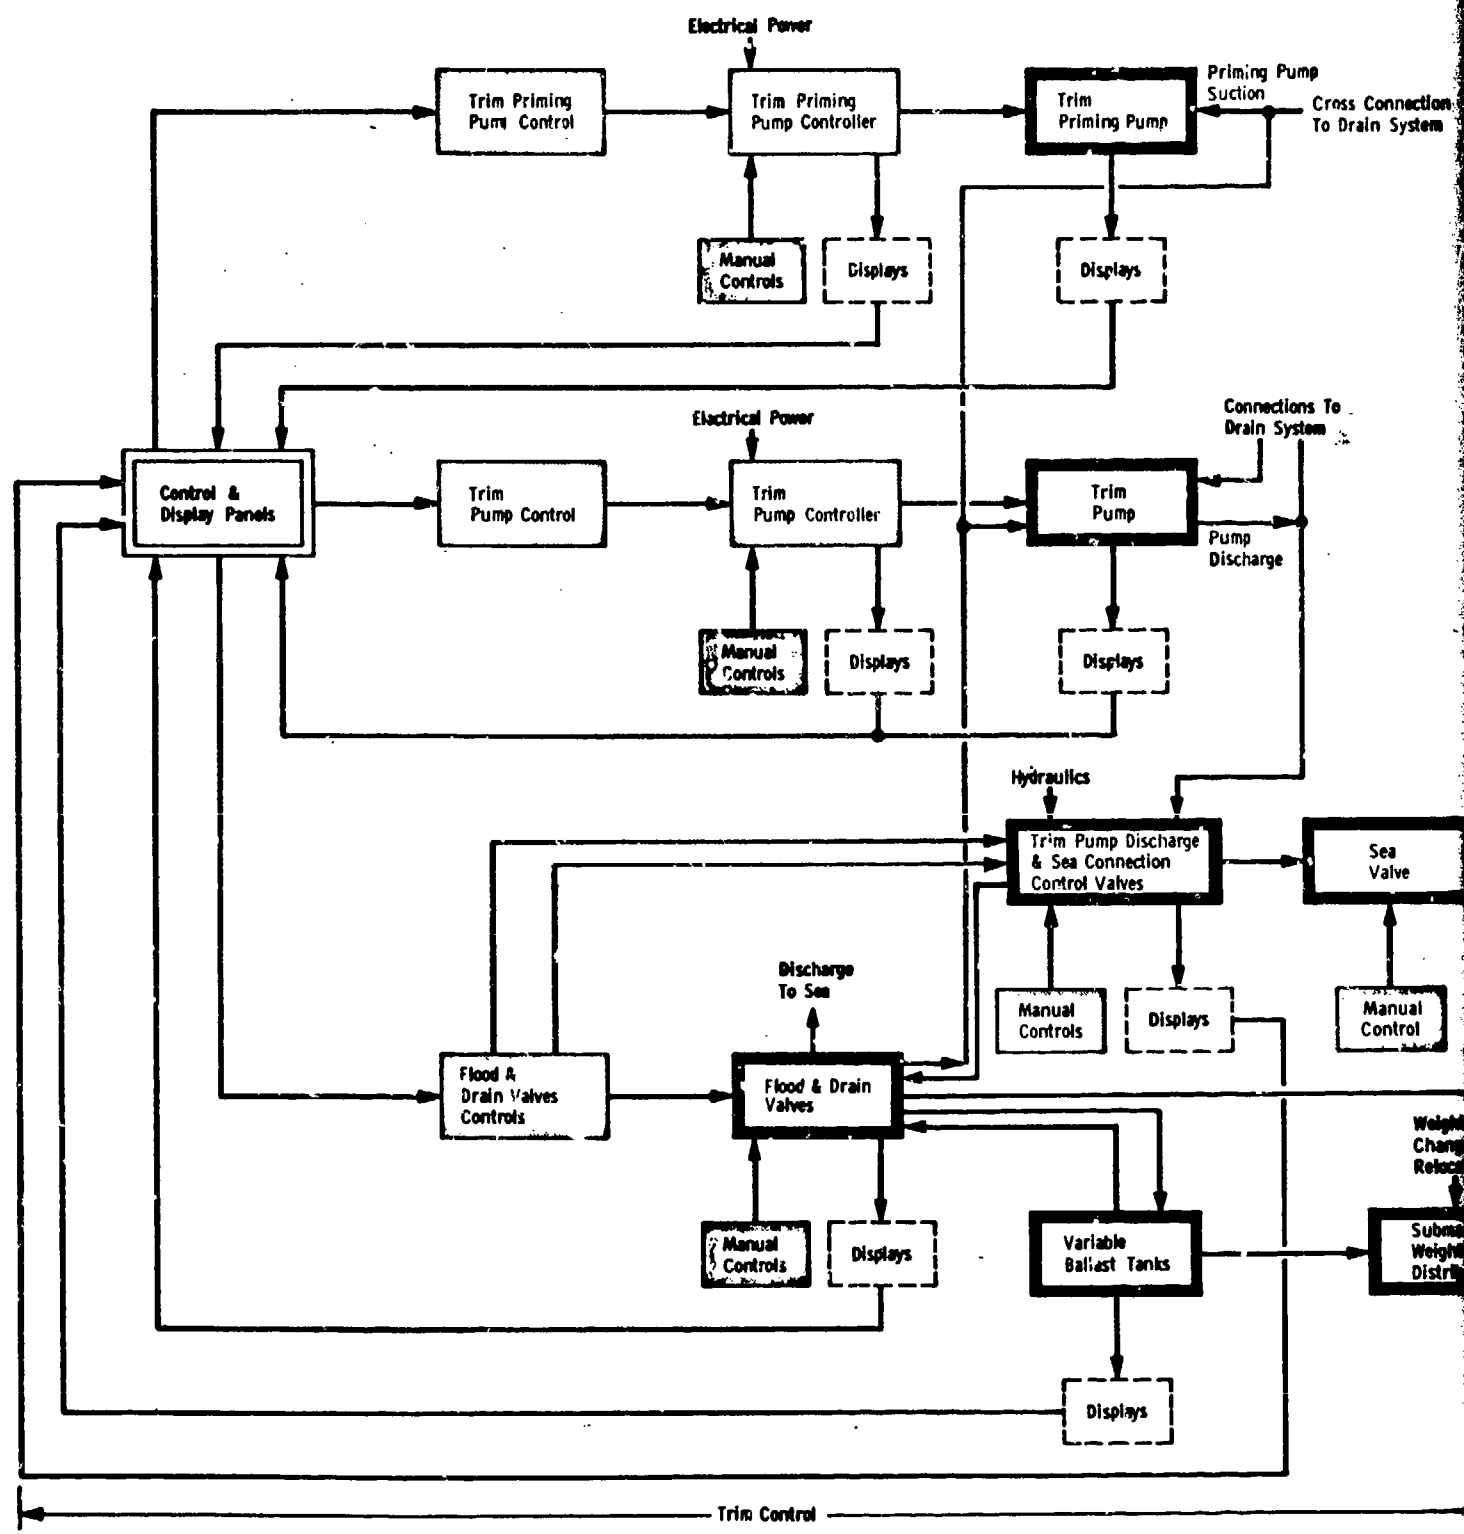 Electrical Power
Trim Priming
Pump Control
Trim Priming
Pump Controller
Trim
Priming Pump
Priming Pump
Suction
Cross Connection
To Drain System
Manual
Controls
Displays
Displays
Electrical Power
Connections To
Drain System
Control &
Display Panels
Trim
Pump Control
Trim
Pump Controller
Trim
Pump
Pump
Discharge
Manual
Controls
Displays
Displays
Hydraulics
Trim Pump Discharge
& Sea Connection
Control Valves
Sea
Valve
Discharge
To Sea
Manual
Controls
Displays
Manual
Control
Flood &
Drain Valves
Controls
Flood & Drain
Valves
Manual
Controls
Displays
Variable
Ballast Tanks
Displays
Trim Control